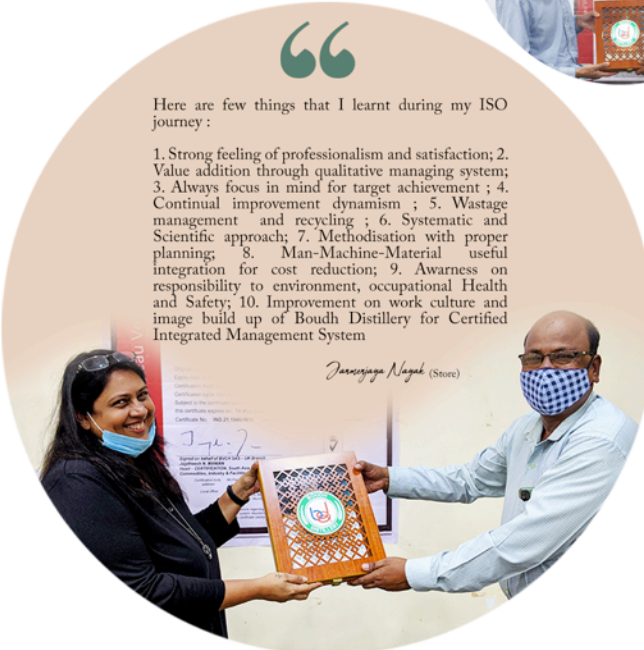 Here are few things that I learnt during my ISO
journey :
1. Strong feeling of professionalism and satisfaction; 2.
Value addition through qualitative managing system;
3. Always focus in mind for target achievement ; 4.
Continual improvement dynamism ; 5. Wastage
management and recycling ; 6. Systematic and
Scientific approach; 7. Methodisation with proper
planning; 8. Man-Machine-Material useful
integration for cost reduction; 9. Awarness on
responsibility to environment, occupational Health
and Safety; 10. Improvement on work culture and
image build up of Boudh Distillery for Certified
Integrated Management System
Janmenjaya Nayak (Store)